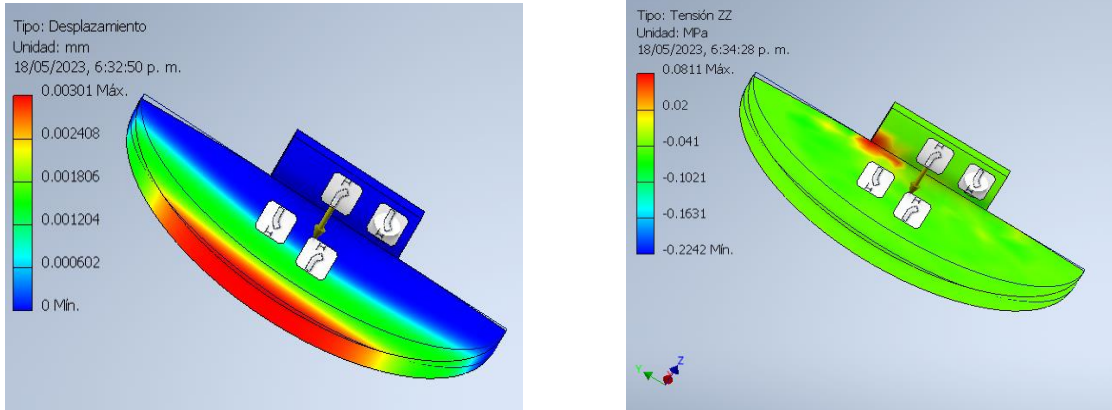 Tipo: Desplazamiento
Unidad: mm
18/05/2023, 6:32:50 p. m.
0.00301 Máx.
0.002408
0.001806
0.001204
0.000602
0 Mín.
Tipo: Tensión ZZ
Unidad: MPa
18/05/2023, 6:34:28 p. m.
0.0811 Máx.
0.02
-0.041
-0.1021
-0.1631
-0.2242 Mín.
Y
Z